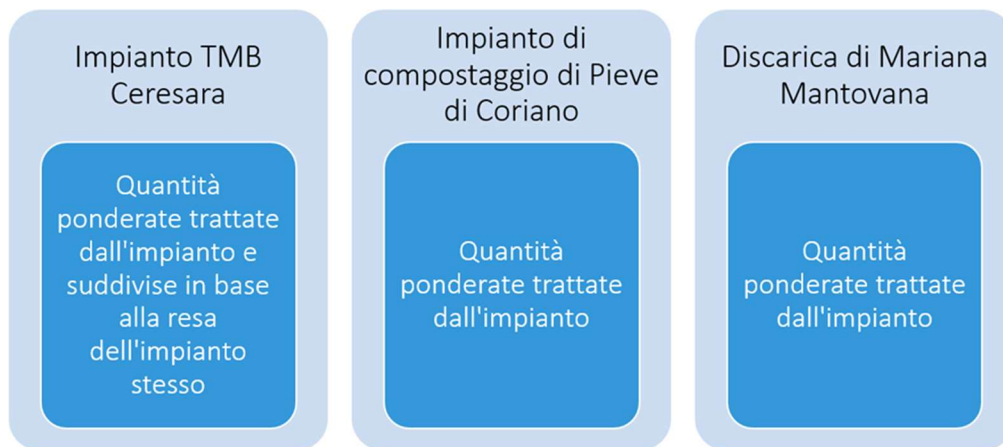 Impianto TMB
Ceresara
Quantità
ponderate trattate
dall'impianto e
suddivise in base
alla resa
dell'impianto
stesso
Impianto di
compostaggio di Pieve
di Coriano
Quantità
ponderate trattate
dall'impianto
Discarica di Mariana
Mantovana
Quantità
ponderate trattate
dall'impianto